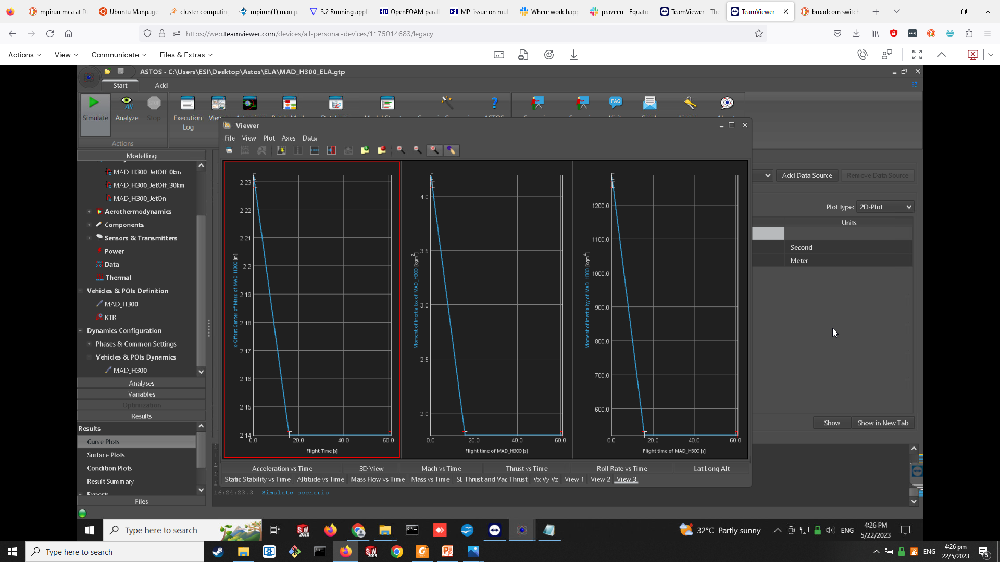 mpirun mca at Du
Ubuntu Manpage
cluster computing
mpirun(1) man p
3.2 Running appli
OpenFOAM paral
MPI issue on mul
Where work happ
praveen - Equato
TeamViewer – The
TeamViewer
broadcom switch
https://web.teamviewer.com/devices/all-personal-devices/1175014683/legacy
Actions
View
Communicate
Files & Extras
ASTOS - C:\Users\ESI\Desktop\Astos\ELA\MAD_H300_ELA.gtp
Start
Add
Simulate
Analyze
Stop
Execution
Log
Actions
Viewer
File View Plot Axes Data
Modelling
MAD_H300_JetOff_0km
MAD_H300_JetOff_30km
MAD_H300_JetOn
Aerothermodynamics
Components
Sensors & Transmitters
Power
Data
Thermal
Vehicles & POIs Definition
MAD_H300
KTR
Dynamics Configuration
Phases & Common Settings
Vehicles & POIs Dynamics
MAD_H300
Analyses
Variables
Optimization
Results
Results
Curve Plots
Surface Plots
Condition Plots
Result Summary
Exports
Files
x-Offset Center of Mass of MAD_H300 [m]
2.23
2.22
2.21
2.2
2.19
2.18
2.17
2.16
2.15
2.14
0.0 20.0 40.0 60.0
Flight Time [s]
Moment of Inertia Ixx of MAD_H300 [kgm²]
4.0
3.5
3.0
2.5
2.0
0.0 20.0 40.0 60.0
Flight time of MAD_H300 [s]
Moment of Inertia Iyy of MAD_H300 [kgm²]
1200.0
1100.0
1000.0
900.0
800.0
700.0
600.0
0.0 20.0 40.0 60.0
Flight time of MAD_H300 [s]
Add Data Source
Remove Data Source
Plot type: 2D-Plot
Units
Second
Meter
Show
Show in New Tab
Acceleration vs Time
3D View
Mach vs Time
Thrust vs Time
Roll Rate vs Time
Lat Long Alt
Static Stability vs Time
Altitude vs Time
Mass Flow vs Time
Mass vs Time
SL Thrust and Vac Thrust
Vx Vy Vz
View 1
View 2
View 3
16:24:23.3 Simulate scenario
Type here to search
32°C Partly sunny
ENG
4:26 PM
5/22/2023
Type here to search
ENG
4:26 pm
22/5/2023
5